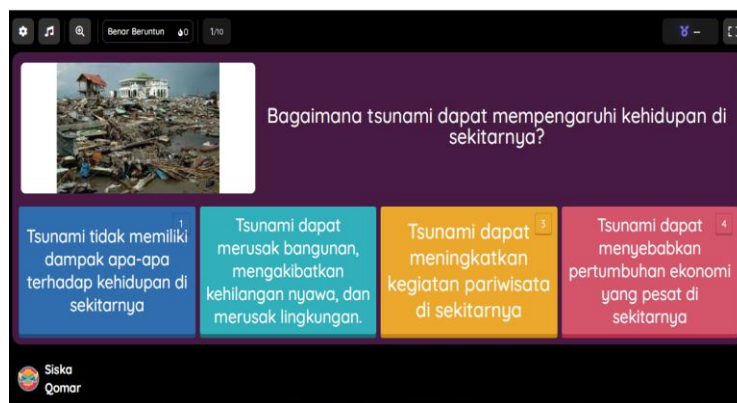 Benar Beruntun 0 1/10
Bagaimana tsunami dapat mempengaruhi kehidupan di
sekitarnya?
1
Tsunami tidak memiliki
dampak apa-apa
terhadap kehidupan di
sekitarnya
Tsunami dapat
merusak bangunan,
mengakibatkan
kehilangan nyawa, dan
merusak lingkungan.
3
Tsunami dapat
meningkatkan
kegiatan pariwisata
di sekitarnya
4
Tsunami dapat
menyebabkan
pertumbuhan ekonomi
yang pesat di
sekitarnya
Siska
Qomar